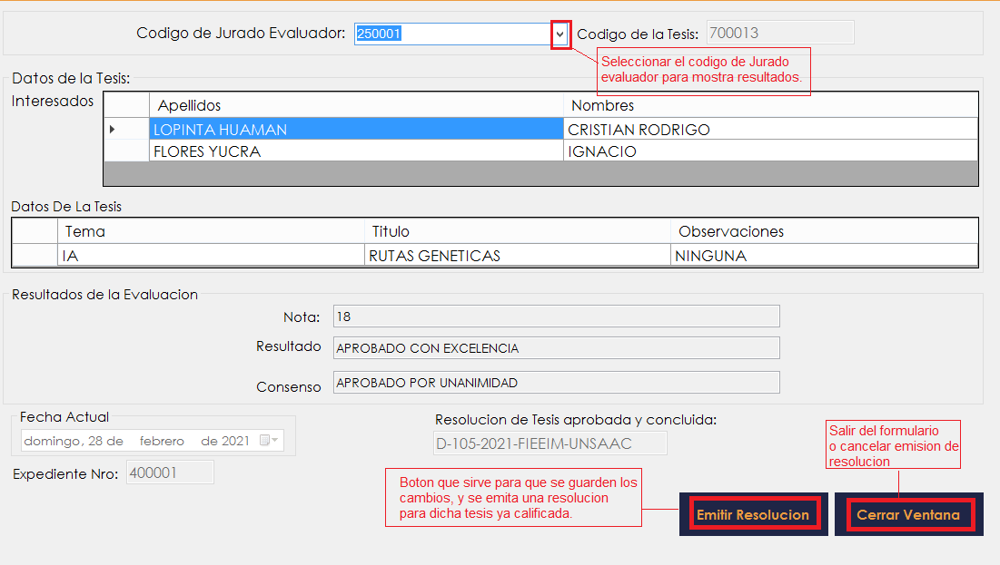 Codigo de Jurado Evaluador: 250001 Codigo de la Tesis: 700013
Seleccionar el codigo de Jurado
evaluador para mostra resultados.
Datos de la Tesis:
Interesados
Apellidos Nombres
LOPINTA HUAMAN CRISTIAN RODRIGO
FLORES YUCRA IGNACIO
Datos De La Tesis
Tema Titulo Observaciones
IA RUTAS GENETICAS NINGUNA
Resultados de la Evaluacion
Nota: 18
Resultado APROBADO CON EXCELENCIA
Consenso APROBADO POR UNANIMIDAD
Fecha Actual
domingo, 28 de febrero de 2021
Expediente Nro: 400001
Resolucion de Tesis aprobada y concluida:
D-105-2021-FIEEIM-UNSAAC
Salir del formulario
o cancelar emision de
resolucion
Boton que sirve para que se guarden los
cambios, y se emita una resolucion
para dicha tesis ya calificada.
Emitir Resolucion
Cerrar Ventana